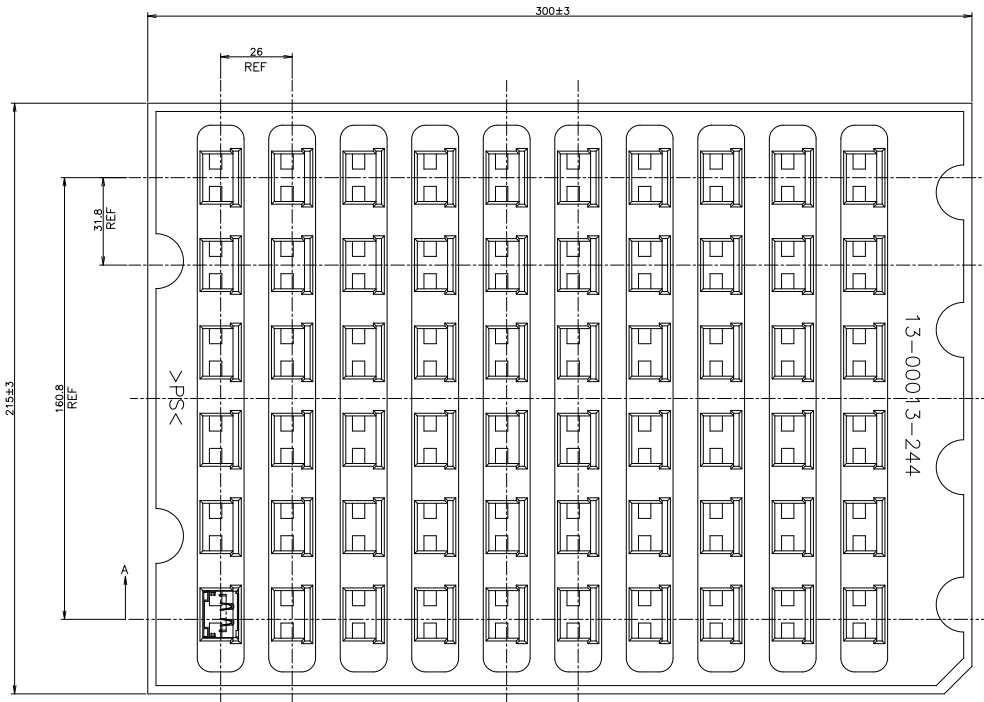 300±3
26
REF
31.8
REF
215±3
160.8
REF
>PS<
13-00013-244
A